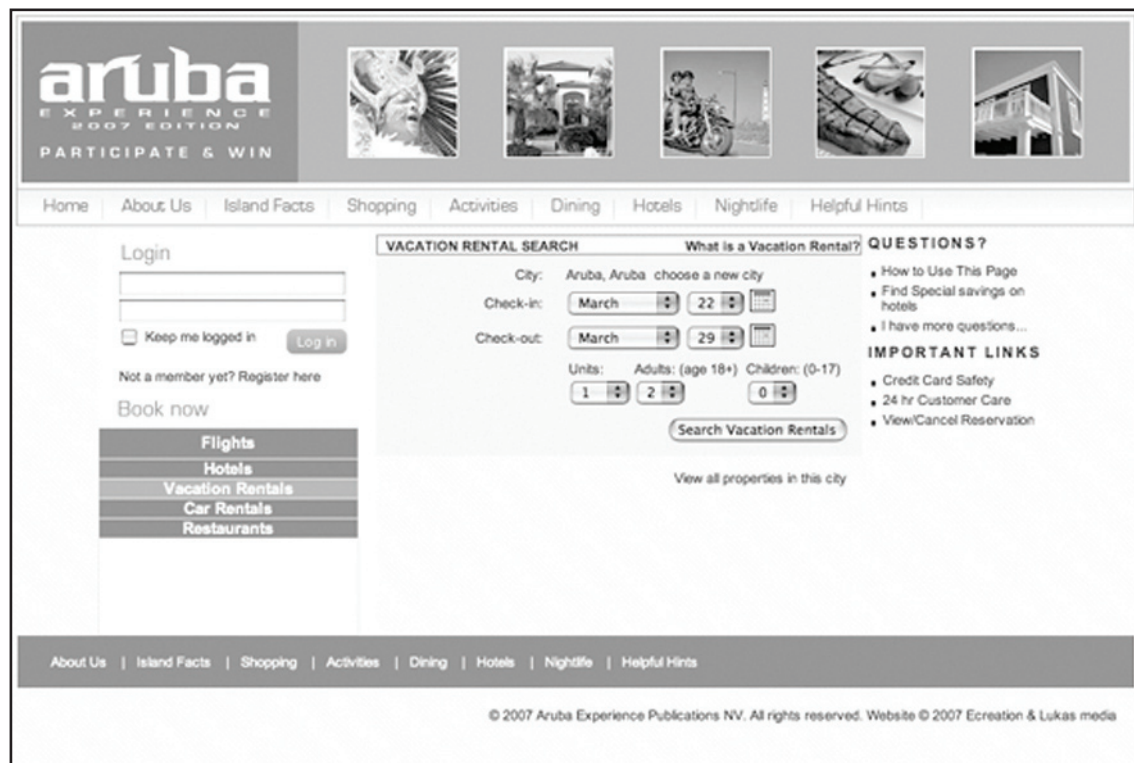 aruba
EXPERIENCE
2007 EDITION
PARTICIPATE & WIN
Home About Us Island Facts Shopping Activities Dining Hotels Nightlife Helpful Hints
Login
Keep me logged in Log in
Not a member yet? Register here
Book now
Flights
Hotels
Vacation Rentals
Car Rentals
Restaurants
VACATION RENTAL SEARCH What is a Vacation Rental?
City: Aruba, Aruba choose a new city
Check-in: March 22
Check-out: March 29
Units: Adults: (age 18+) Children: (0-17)
1 2 0
Search Vacation Rentals
View all properties in this city
QUESTIONS?
How to Use This Page
Find Special savings on
hotels
I have more questions...
IMPORTANT LINKS
Credit Card Safety
24 hr Customer Care
View/Cancel Reservation
About Us | Island Facts | Shopping | Activities | Dining | Hotels | Nightlife | Helpful Hints
© 2007 Aruba Experience Publications NV. All rights reserved. Website © 2007 Ecreation & Lukas media